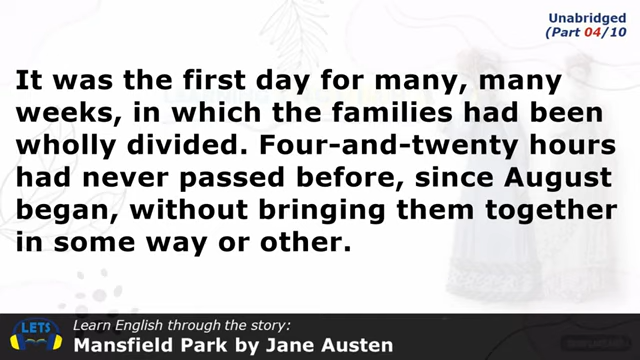 Unabridged
(Part 04/10
It was the first day for many, many
weeks, in which the families had been
wholly divided. Four-and-twenty hours
had never passed before, since August
began, without bringing them together
in some way or other.
LETS
Learn English through the story:
Mansfield Park by Jane Austen